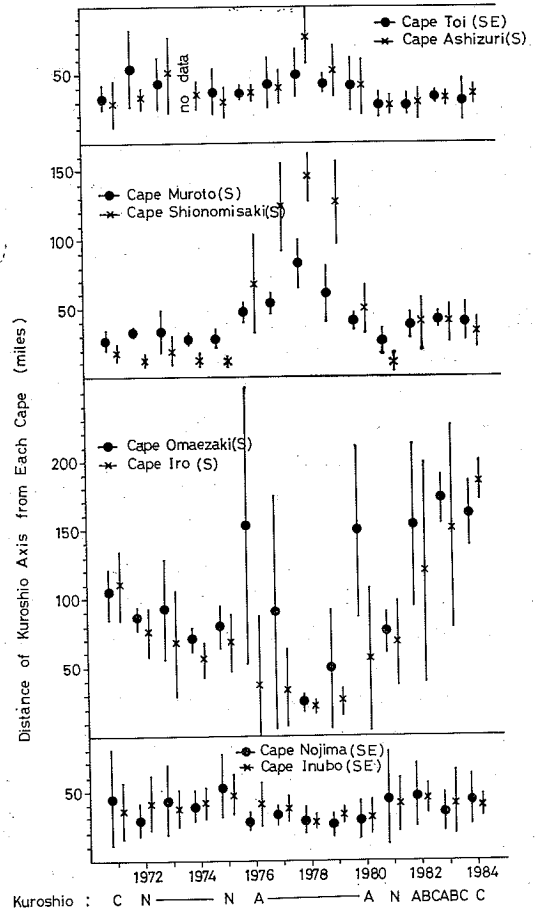 Cape Toi (SE)
Cape Ashizuri(S)
no data
50
150
Cape Muroto(S)
Cape Shionomisaki(S)
100
50
Distance of Kuroshio Axis from Each Cape (miles)
Cape Omaezaki(S)
Cape Iro (S)
200
150
100
50
Cape Nojima(SE)
Cape Inubo(SE)
50
1972 1974 1976 1978 1980 1982 1984
Kuroshio : C N N A A N ABCABC C